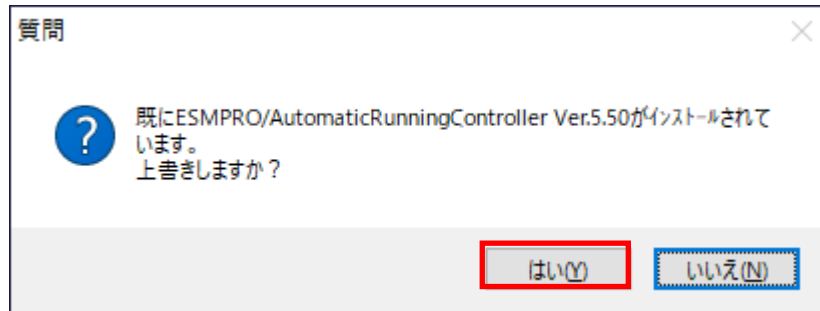 質問
?
既にESMPRO/AutomaticRunningController Ver.5.50がｲﾝｽﾄｰﾙされて
います。
上書きしますか？
はい(Y)
いいえ(N)